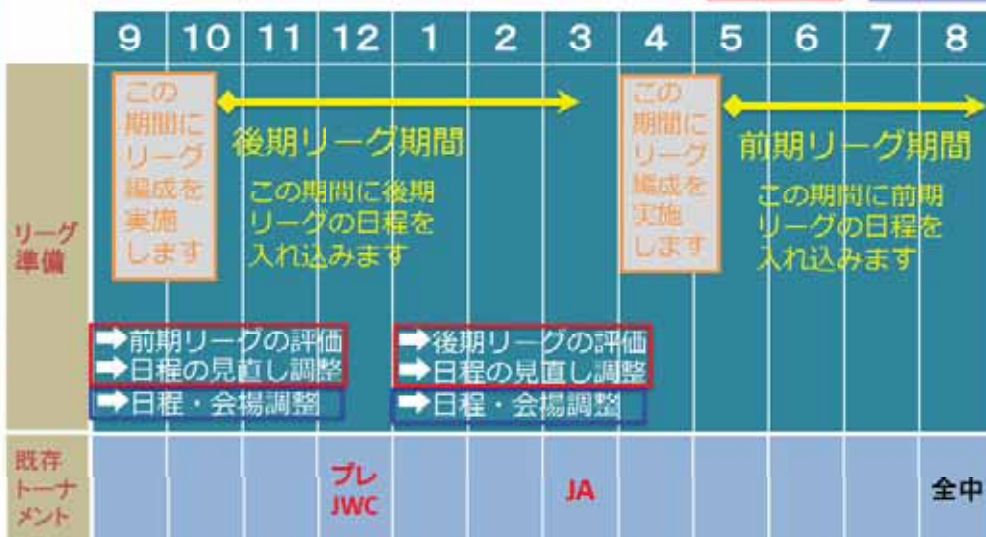 9 10 11 12 1 2 3 4 5 6 7 8
リーグ
準備
この
期間に
リーグ
編成を
実施
します
後期リーグ期間
この期間に後期
リーグの日程を
入れ込みます
この
期間に
リーグ
編成を
実施
します
前期リーグ期間
この期間に前期
リーグの日程を
入れ込みます
➡前期リーグの評価
➡日程の見直し調整
➡日程・会場調整
➡後期リーグの評価
➡日程の見直し調整
➡日程・会場調整
既存
トーナ
メント
プレ
JWC
JA
全中